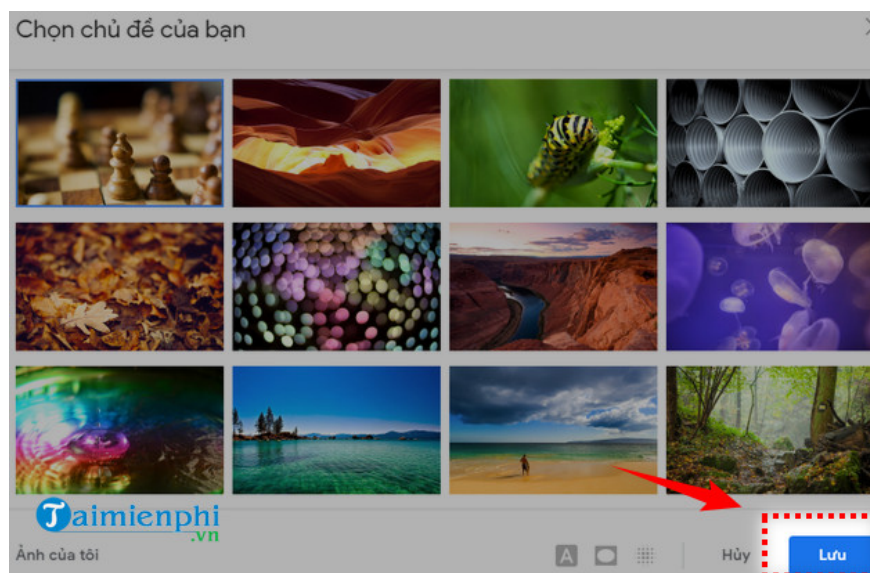 Chọn chủ đề của bạn
Taimienphi
.vn
Ảnh của tôi
A
Hủy
Lưu